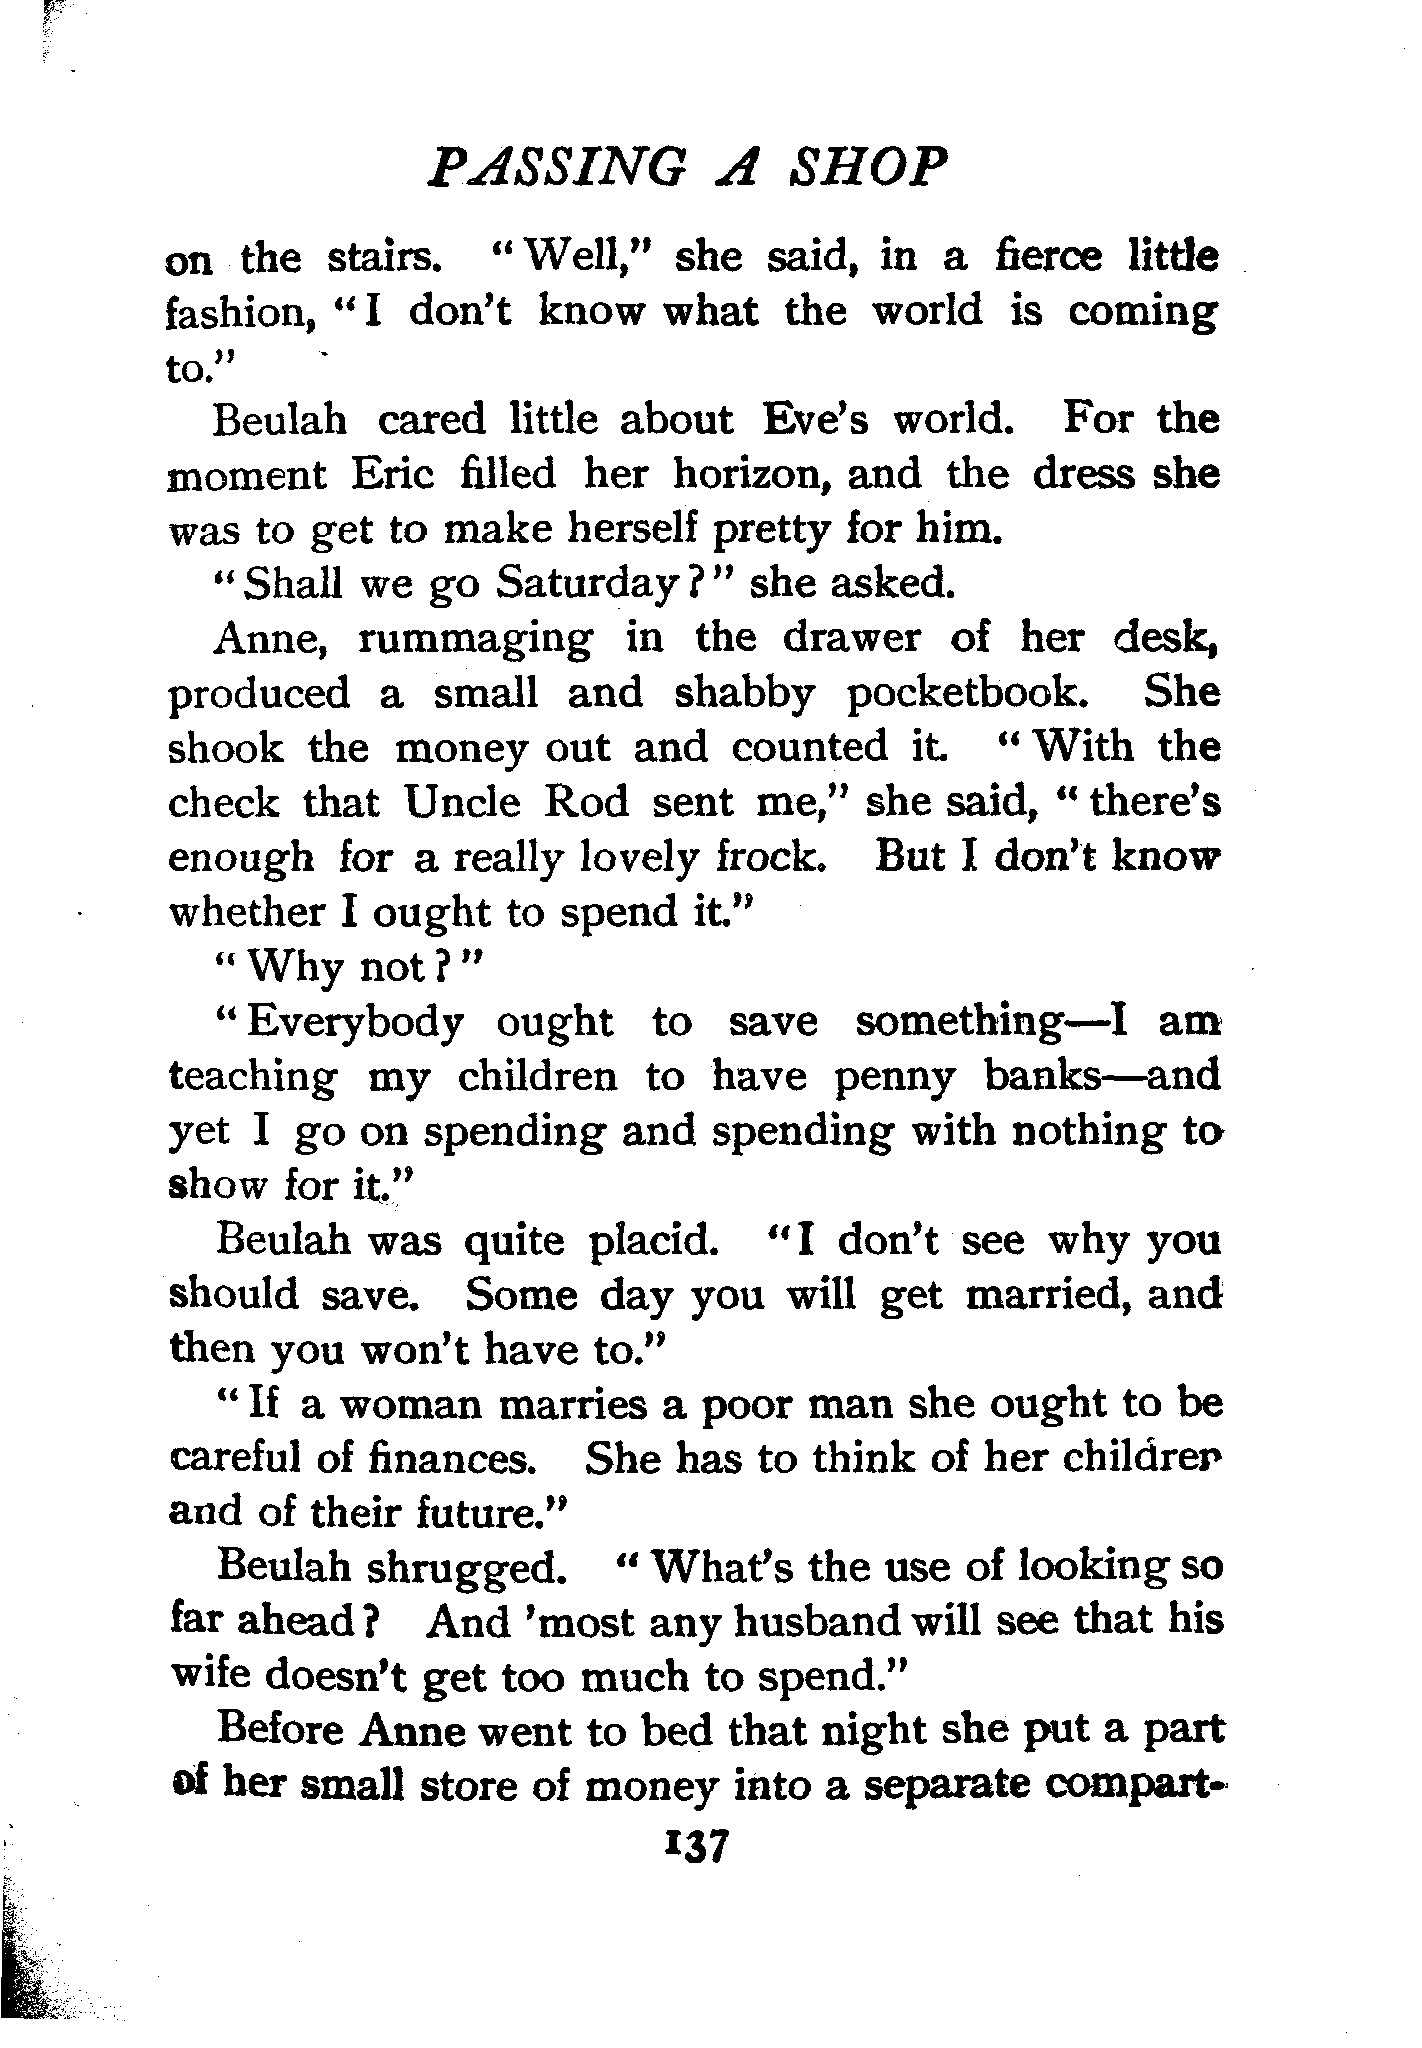 PASSING A SHOP
on the stairs. “Well,” she said, in a fierce little
fashion, “I don’t know what the world is coming
to.”
Beulah cared little about Eve’s world. For the
moment Eric filled her horizon, and the dress she
was to get to make herself pretty for him.
“Shall we go Saturday?” she asked.
Anne, rummaging in the drawer of her desk,
produced a small and shabby pocketbook. She
shook the money out and counted it. “With the
check that Uncle Rod sent me,” she said, “there’s
enough for a really lovely frock. But I don’t know
whether I ought to spend it.”
“Why not?”
“Everybody ought to save something—I am
teaching my children to have penny banks—and
yet I go on spending and spending with nothing to
show for it.”
Beulah was quite placid. “I don’t see why you
should save. Some day you will get married, and
then you won’t have to.”
“If a woman marries a poor man she ought to be
careful of finances. She has to think of her children
and of their future.”
Beulah shrugged. “What’s the use of looking so
far ahead? And ’most any husband will see that his
wife doesn’t get too much to spend.”
Before Anne went to bed that night she put a part
of her small store of money into a separate compart-
137